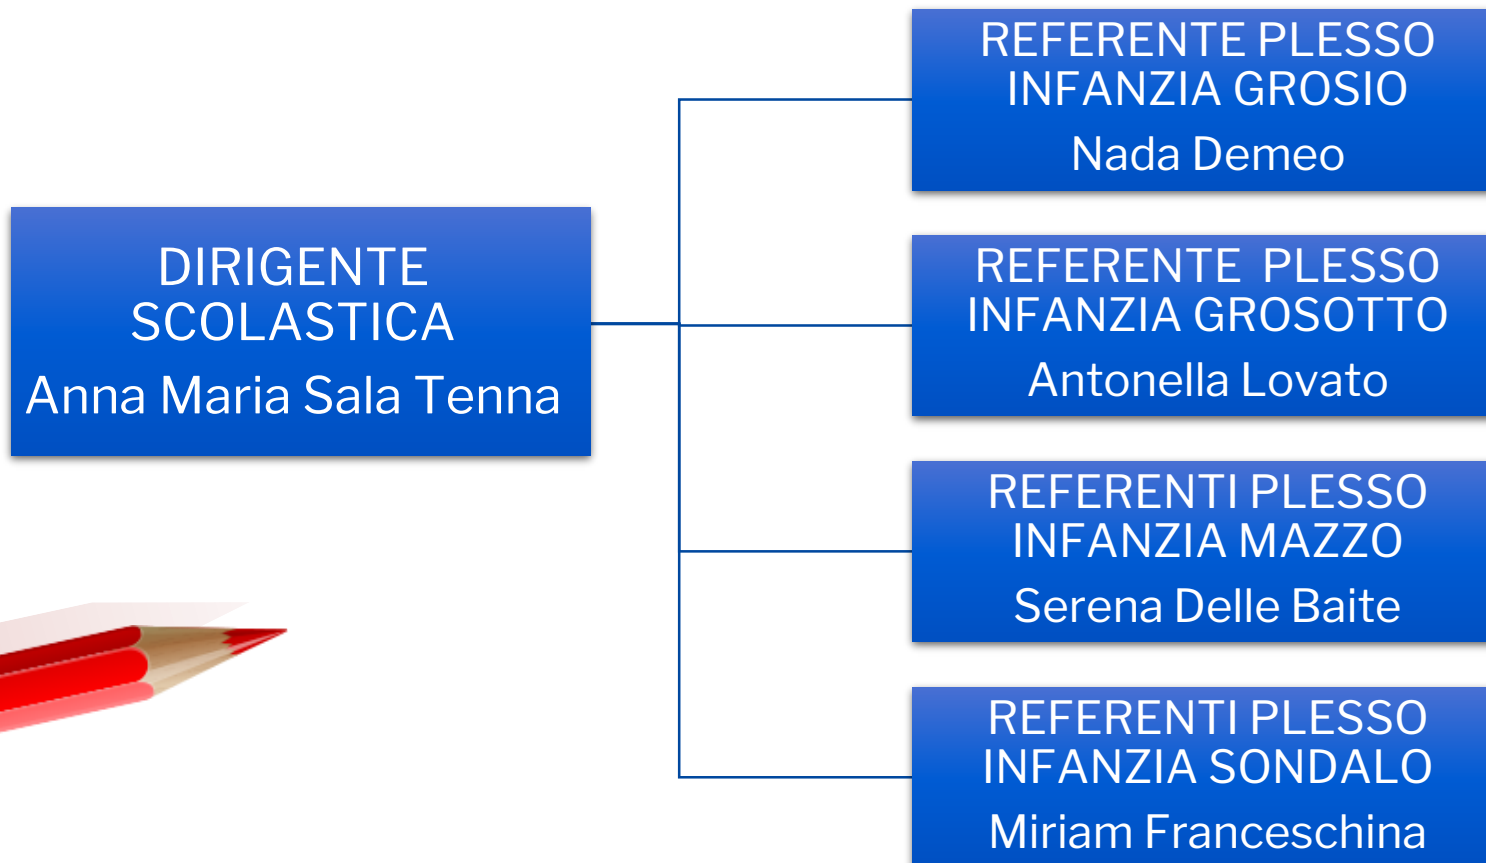 DIRIGENTE
SCOLASTICA
Anna Maria Sala Tenna
REFERENTE PLESSO
INFANZIA GROSIO
Nada Demeo
REFERENTE  PLESSO
INFANZIA GROSOTTO
Antonella Lovato
REFERENTI PLESSO
INFANZIA MAZZO
Serena Delle Baite
REFERENTI PLESSO
INFANZIA SONDALO
Miriam Franceschina